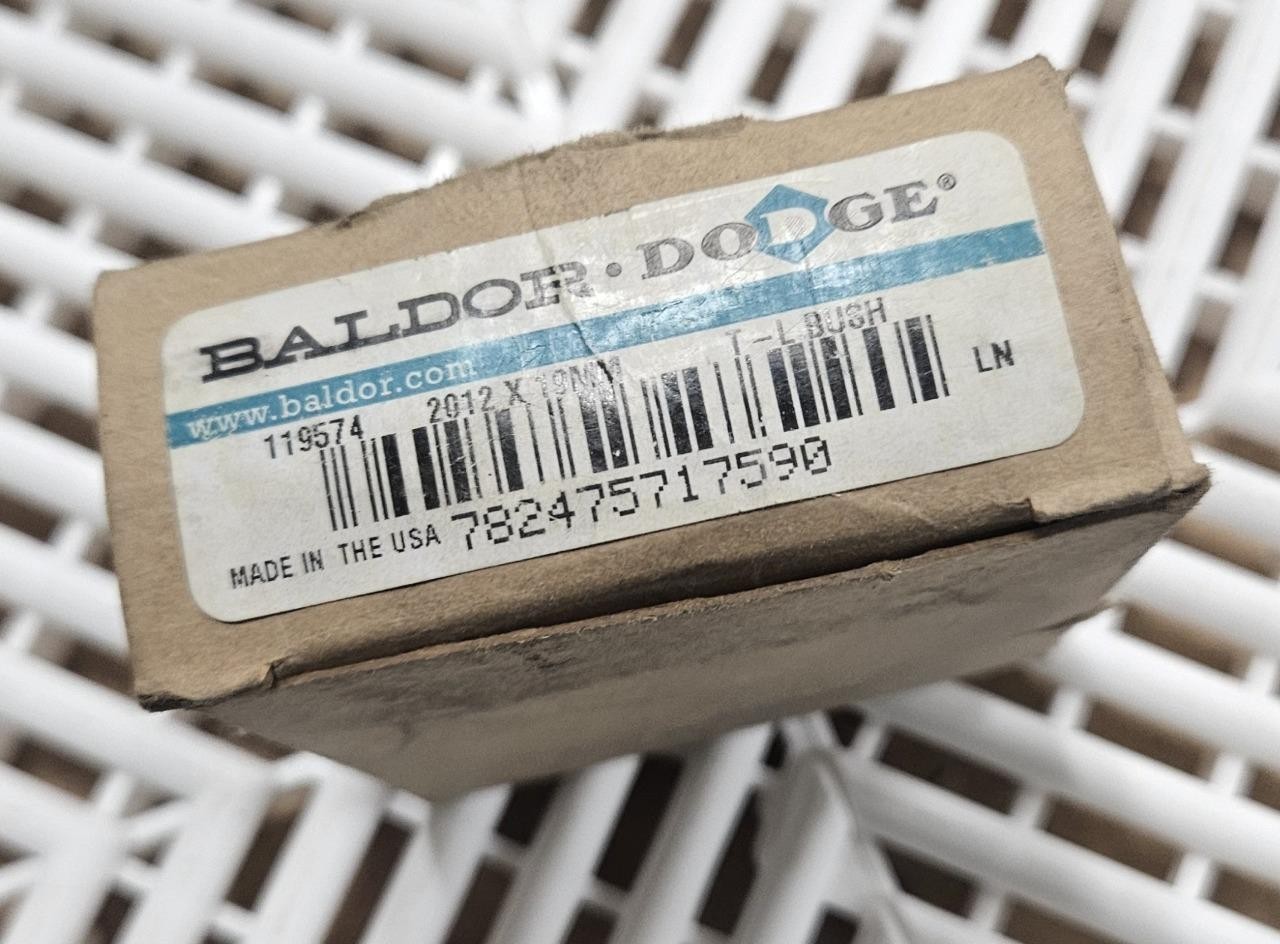 BALDOR · DODGE®
www.baldor.com
119574 2012 X 19MM T-L BUSH
LN
782475717590
MADE IN THE USA